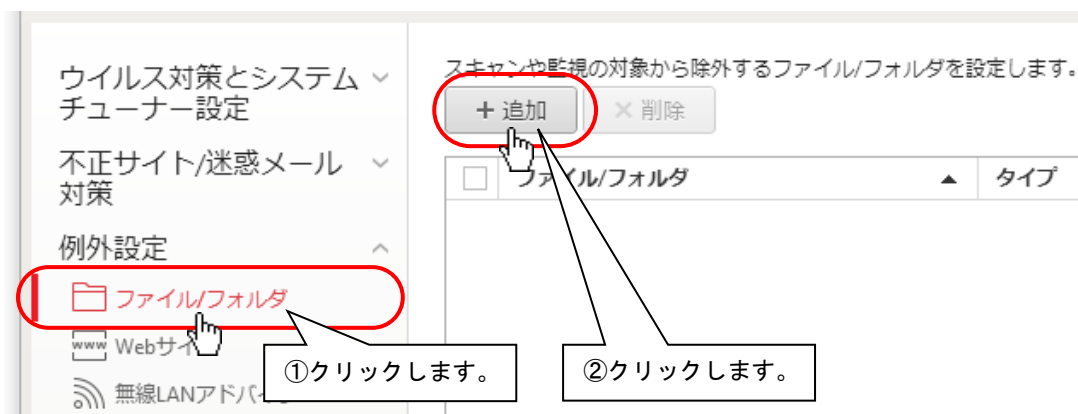 ウイルス対策とシステム
チューナー設定
不正サイト/迷惑メール
対策
例外設定
ファイル/フォルダ
www Webサイ
無線LANアドバイ
スキャンや監視の対象から除外するファイル/フォルダを設定します。
+ 追加 × 削除
ファイル/フォルダ ▲ タイプ
①クリックします。
②クリックします。